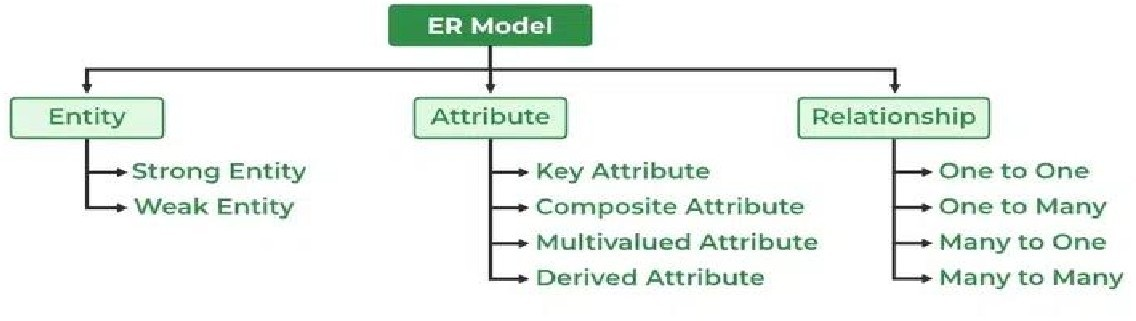 ER Model
Entity
Strong Entity
Weak Entity
Attribute
Key Attribute
Composite Attribute
Multivalued Attribute
Derived Attribute
Relationship
One to One
One to Many
Many to One
Many to Many